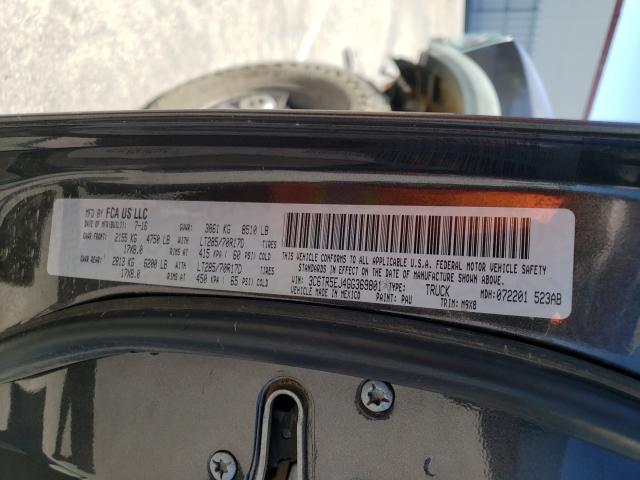 MFD BY FCA US LLC
MFR DATE(BUILT): 7-16 GVWR: 3861 KG 8510 LB
GAWR FRONT: 2155 KG 4750 LB WITH LT285/70R17D TIRES
17X8.0 RIMS AT 415 KPA ( 60 PSI) COLD
GAWR REAR: 2813 KG 6200 LB WITH LT285/70R17D TIRES
17X8.0 RIMS AT 450 KPA ( 65 PSI) COLD
THIS VEHICLE CONFORMS TO ALL APPLICABLE U.S.A. FEDERAL MOTOR VEHICLE SAFETY
STANDARDS IN EFFECT ON THE DATE OF MANUFACTURE SHOWN ABOVE.
VIN: 3C6TR5EJ4GG369801 TYPE: TRUCK
VEHICLE MADE IN MEXICO PAINT: PAU TRIM: M9X8 MDH: 072201 523AB